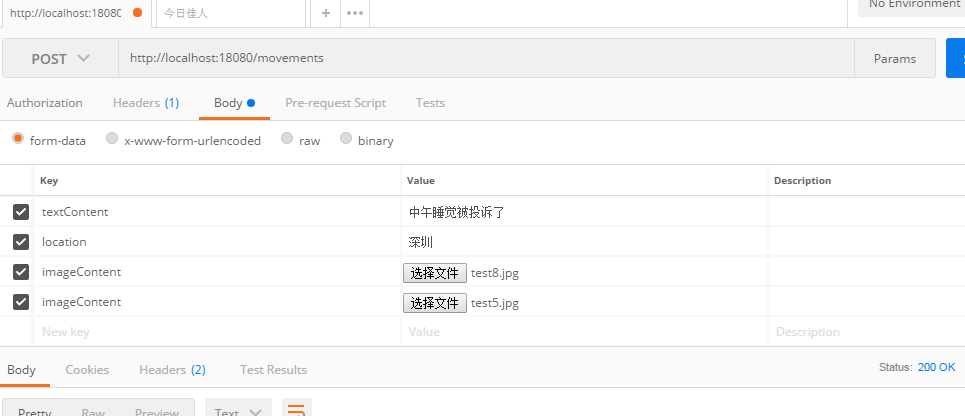 http://localhost:18080 今日佳人 + ••• No Environment
POST http://localhost:18080/movements Params
Authorization Headers (1) Body Pre-request Script Tests
form-data x-www-form-urlencoded raw binary
Key Value Description
textContent 中午睡觉被投诉了
location 深圳
imageContent 选择文件 test8.jpg
imageContent 选择文件 test5.jpg
New key Value Description
Body Cookies Headers (2) Test Results Status: 200 OK
Pretty Raw Preview Text